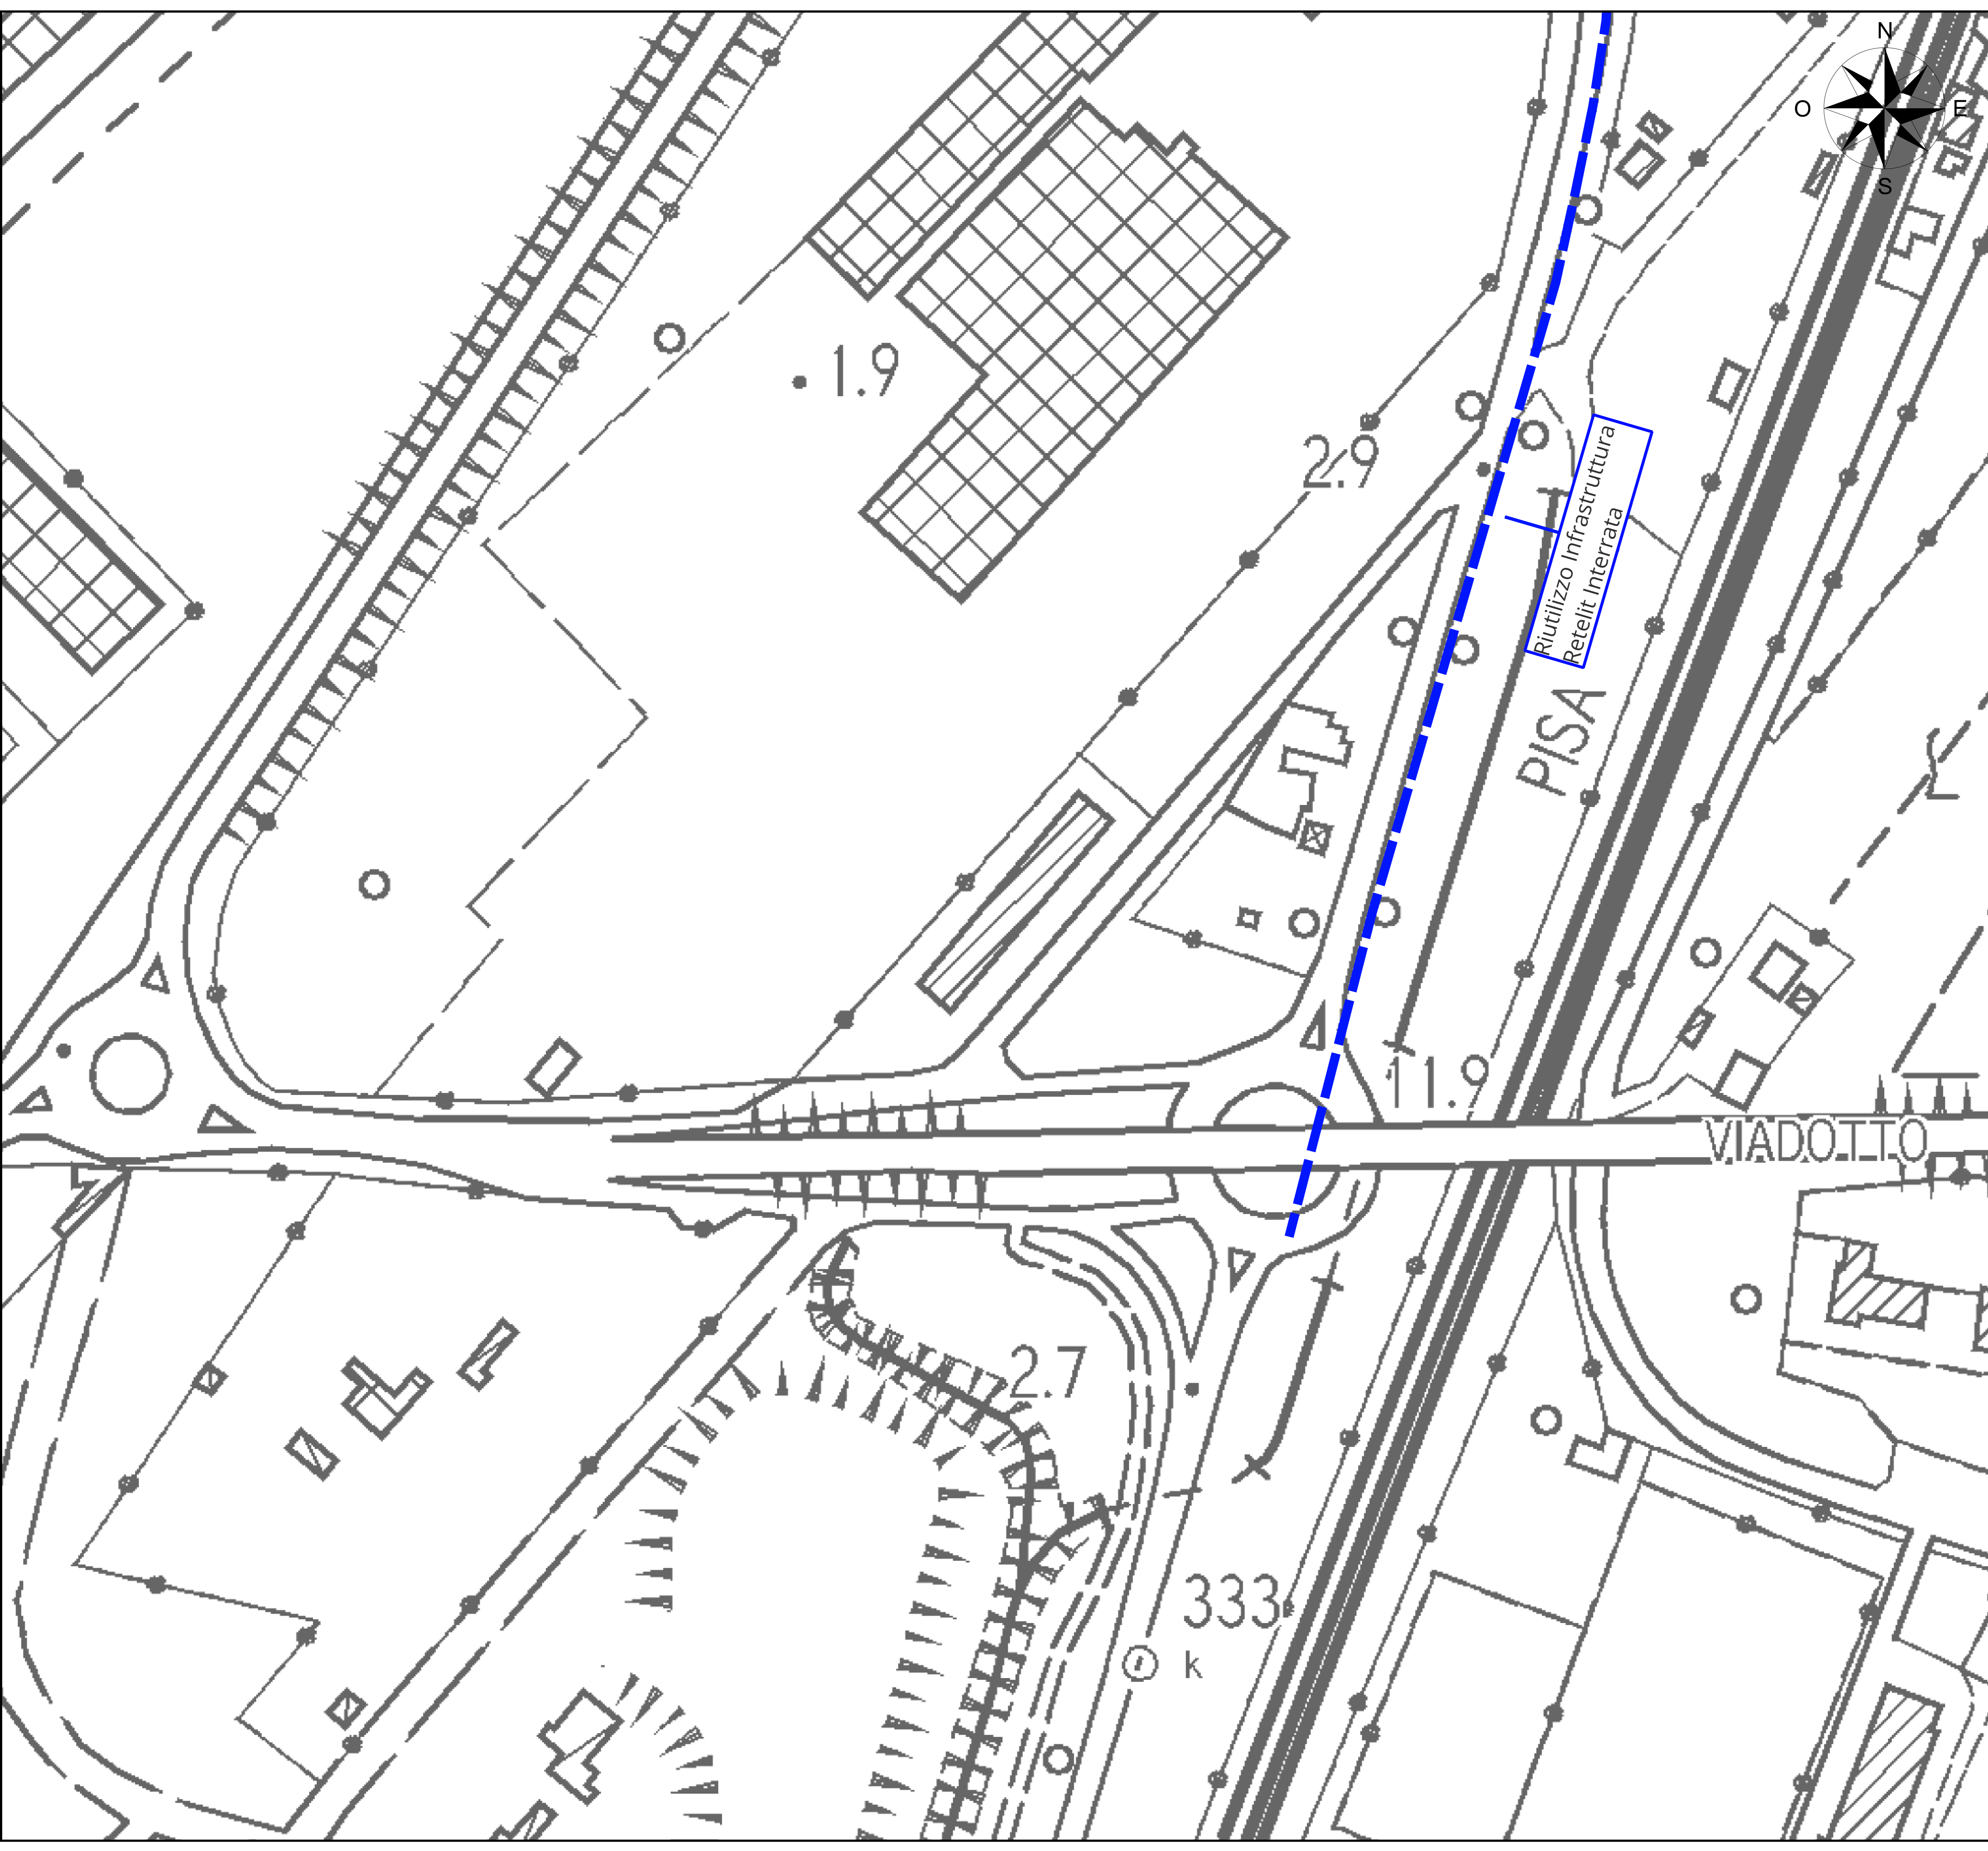 N
O
E
S
1.9
2.9
Riutilizzo Infrastruttura
Retelit Interrata
PISA
11.9
VIADOTTO
2.7
333
k